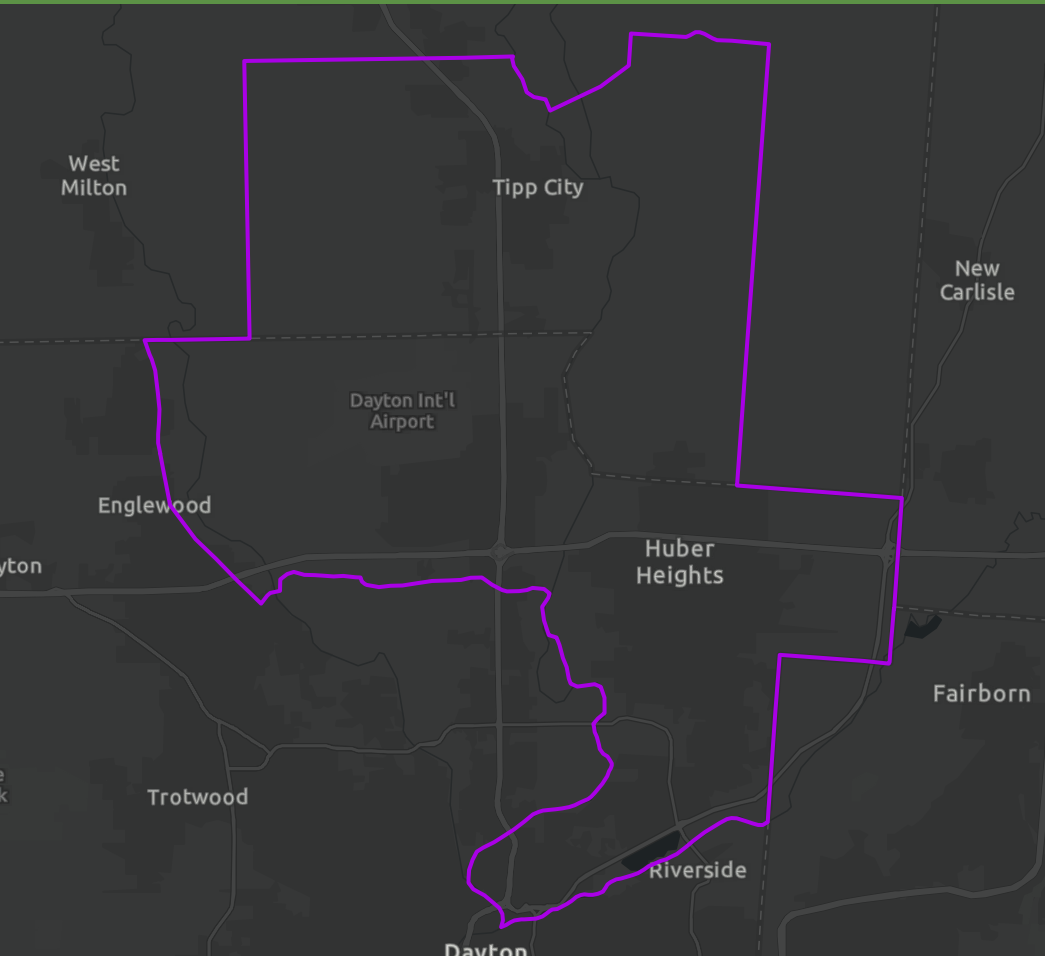 West
Milton
Tipp City
New
Carlisle
Dayton Int'l
Airport
Englewood
Huber
Heights
yton
Fairborn
e
k
Trotwood
Riverside
Dayton